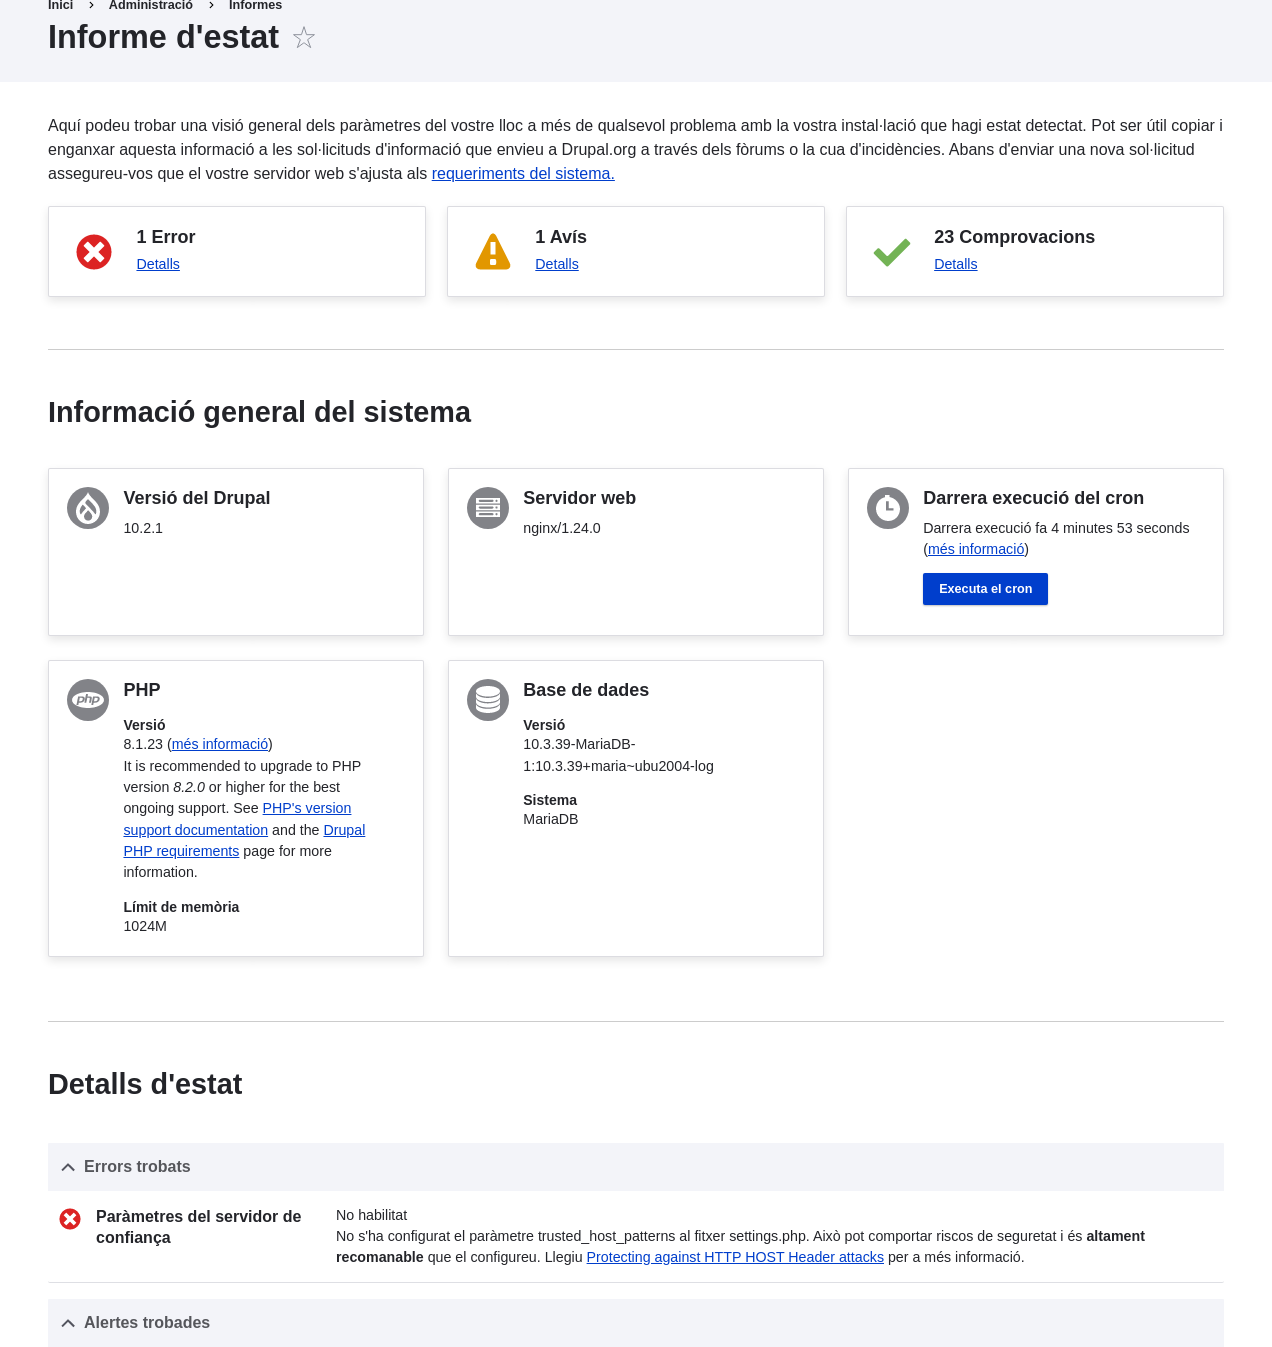 Inici › Administració › Informes
Informe d'estat
Aquí podeu trobar una visió general dels paràmetres del vostre lloc a més de qualsevol problema amb la vostra instal·lació que hagi estat detectat. Pot ser útil copiar i
enganxar aquesta informació a les sol·licituds d'informació que envieu a Drupal.org a través dels fòrums o la cua d'incidències. Abans d'enviar una nova sol·licitud
assegureu-vos que el vostre servidor web s'ajusta als requeriments del sistema.
1 Error
Detalls
1 Avís
Detalls
23 Comprovacions
Detalls
Informació general del sistema
Versió del Drupal
10.2.1
Servidor web
nginx/1.24.0
Darrera execució del cron
Darrera execució fa 4 minutes 53 seconds
(més informació)
Executa el cron
php
PHP
Versió
8.1.23 (més informació)
It is recommended to upgrade to PHP
version 8.2.0 or higher for the best
ongoing support. See PHP's version
support documentation and the Drupal
PHP requirements page for more
information.
Límit de memòria
1024M
Base de dades
Versió
10.3.39-MariaDB-
1:10.3.39+maria~ubu2004-log
Sistema
MariaDB
Detalls d'estat
Errors trobats
Paràmetres del servidor de
confiança
No habilitat
No s'ha configurat el paràmetre trusted_host_patterns al fitxer settings.php. Això pot comportar riscos de seguretat i és altament
recomanable que el configureu. Llegiu Protecting against HTTP HOST Header attacks per a més informació.
Alertes trobades